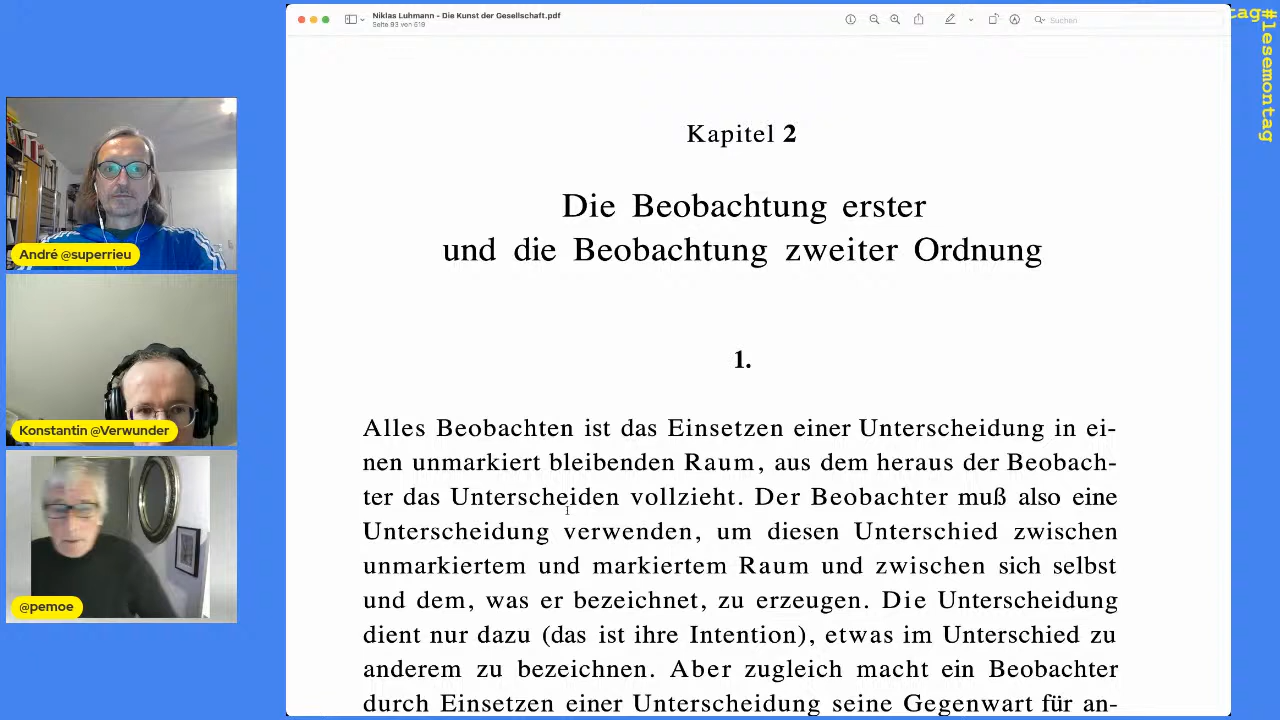 Niklas Luhmann - Die Kunst der Gesellschaft.pdf
Seite 93 von 519
Suchen
tag#
#lesemontag
André @superrieu
Konstantin @Verwunder
@pemoe
Kapitel 2
Die Beobachtung erster
und die Beobachtung zweiter Ordnung
1.
Alles Beobachten ist das Einsetzen einer Unterscheidung in ei-
nen unmarkiert bleibenden Raum, aus dem heraus der Beobach-
ter das Unterscheiden vollzieht. Der Beobachter muß also eine
Unterscheidung verwenden, um diesen Unterschied zwischen
unmarkiertem und markiertem Raum und zwischen sich selbst
und dem, was er bezeichnet, zu erzeugen. Die Unterscheidung
dient nur dazu (das ist ihre Intention), etwas im Unterschied zu
anderem zu bezeichnen. Aber zugleich macht ein Beobachter
durch Einsetzen einer Unterscheidung seine Gegenwart für an-